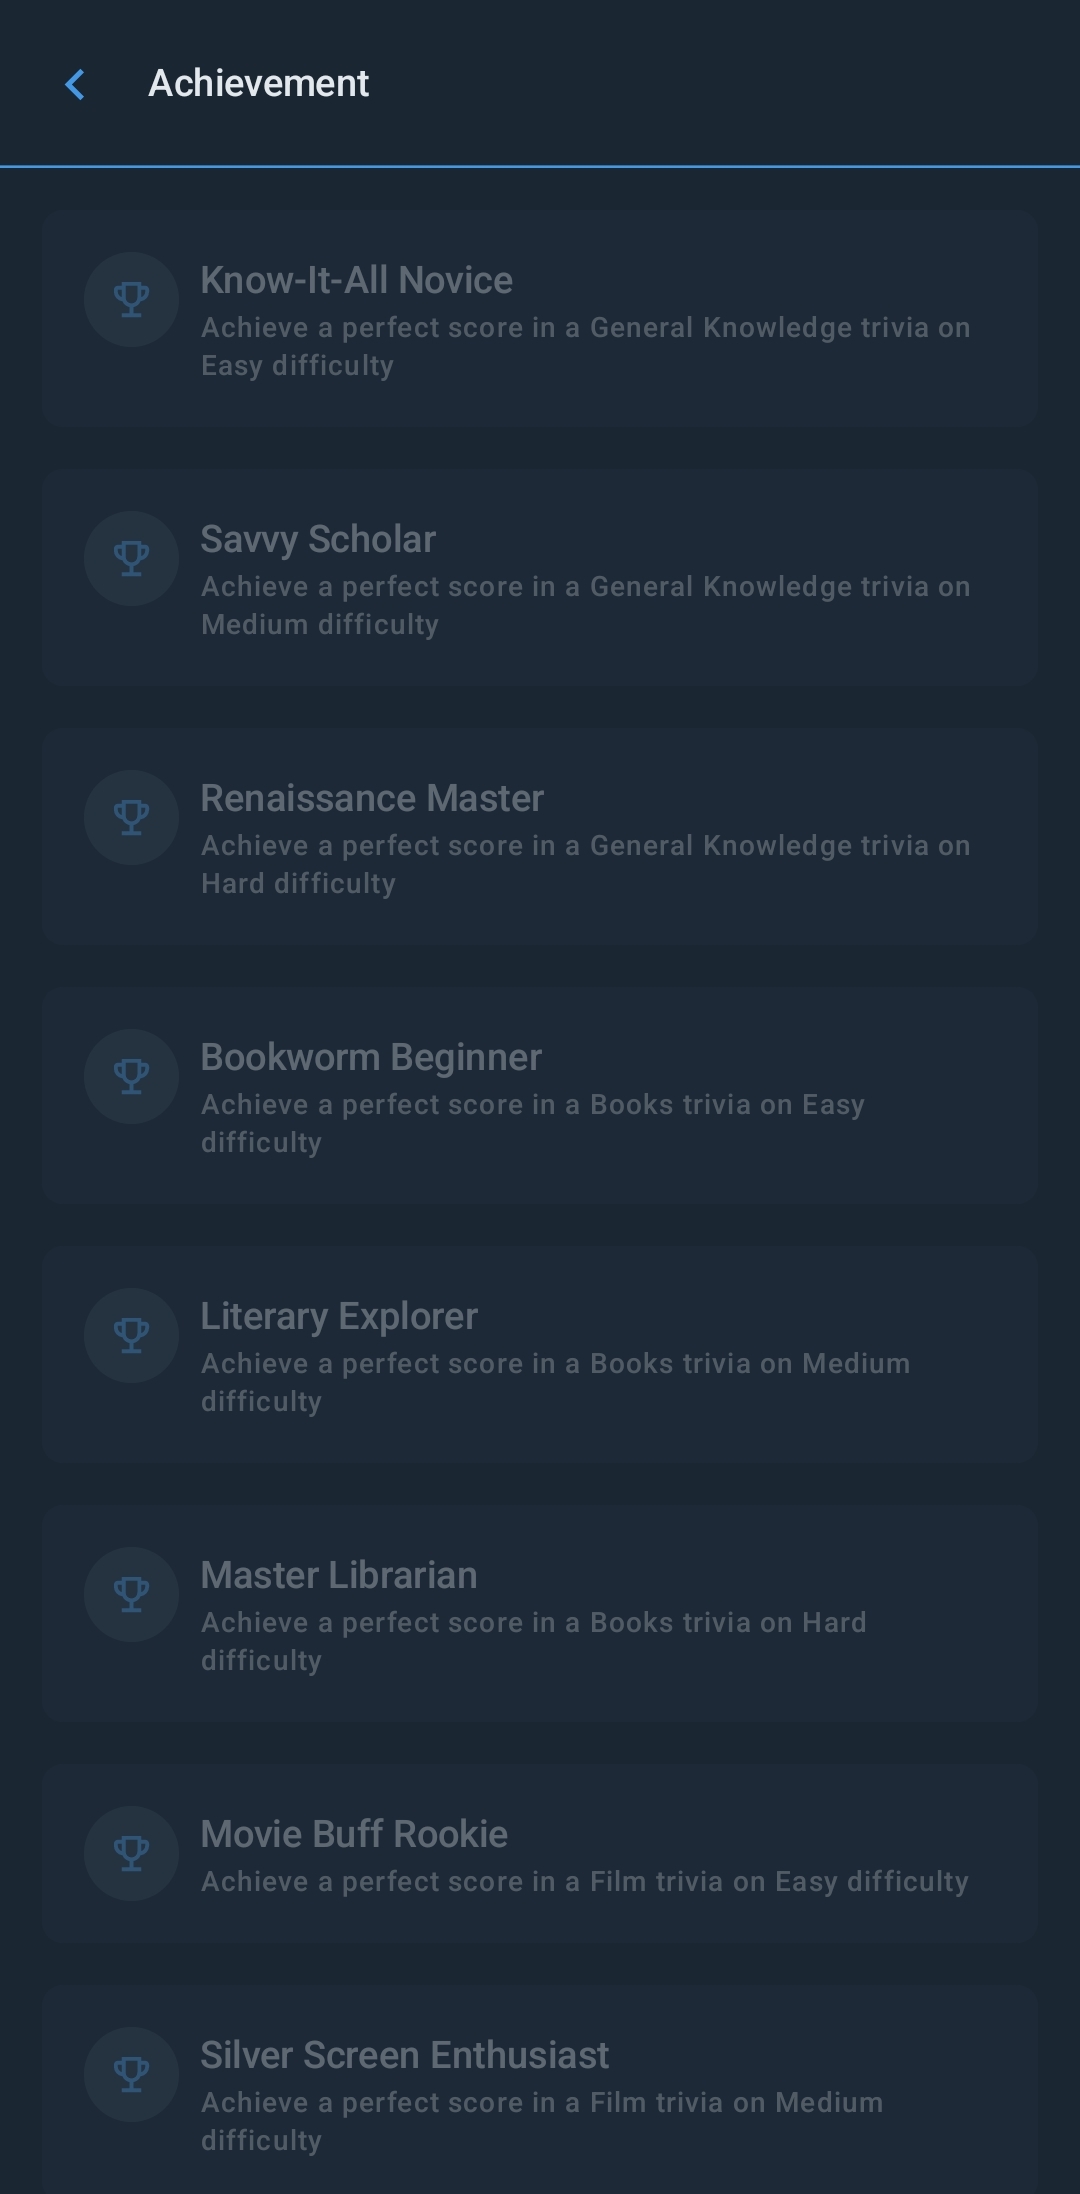 Achievement
Know-It-All Novice
Achieve a perfect score in a General Knowledge trivia on
Easy difficulty
Savvy Scholar
Achieve a perfect score in a General Knowledge trivia on
Medium difficulty
Renaissance Master
Achieve a perfect score in a General Knowledge trivia on
Hard difficulty
Bookworm Beginner
Achieve a perfect score in a Books trivia on Easy
difficulty
Literary Explorer
Achieve a perfect score in a Books trivia on Medium
difficulty
Master Librarian
Achieve a perfect score in a Books trivia on Hard
difficulty
Movie Buff Rookie
Achieve a perfect score in a Film trivia on Easy difficulty
Silver Screen Enthusiast
Achieve a perfect score in a Film trivia on Medium
difficulty